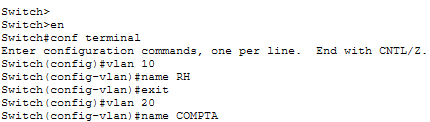 Switch>
Switch>en
Switch#conf terminal
Enter configuration commands, one per line.  End with CNTL/Z.
Switch(config)#vlan 10
Switch(config-vlan)#name RH
Switch(config-vlan)#exit
Switch(config)#vlan 20
Switch(config-vlan)#name COMPTA